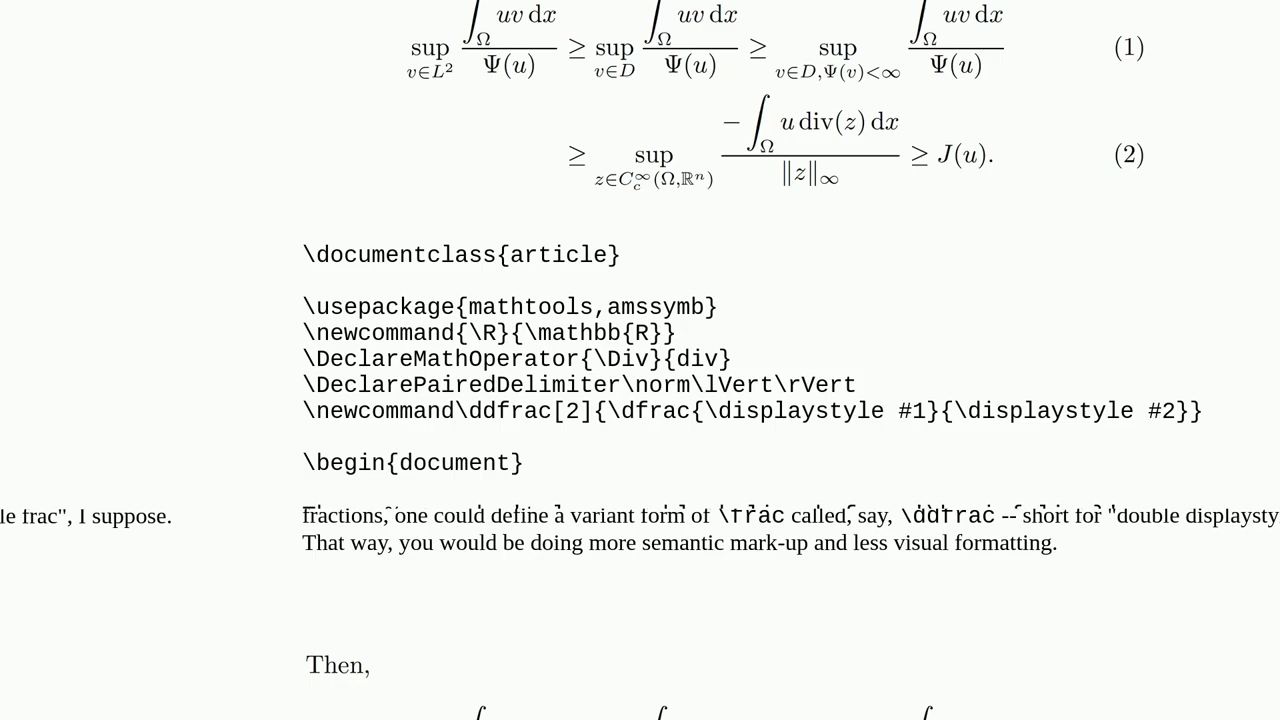 sup_{v∈L²} ∫_Ω uv dx / Ψ(u) ≥ sup_{v∈D} ∫_Ω uv dx / Ψ(u) ≥ sup_{v∈D,Ψ(v)<∞} ∫_Ω uv dx / Ψ(u) (1)
≥ sup_{z∈C_c^∞(Ω,ℝⁿ)} −∫_Ω u div(z) dx / ‖z‖_∞ ≥ J(u). (2)
\documentclass{article}
\usepackage{mathtools,amssymb}
\newcommand{\R}{\mathbb{R}}
\DeclareMathOperator{\Div}{div}
\DeclarePairedDelimiter\norm\lVert\rVert
\newcommand\ddfrac[2]{\dfrac{\displaystyle #1}{\displaystyle #2}}
\begin{document}
le frac", I suppose.
fractions, one could define a variant form of \frac called, say, \ddfrac -- short for "double displaysty
That way, you would be doing more semantic mark-up and less visual formatting.
Then,
∫ ∫ ∫